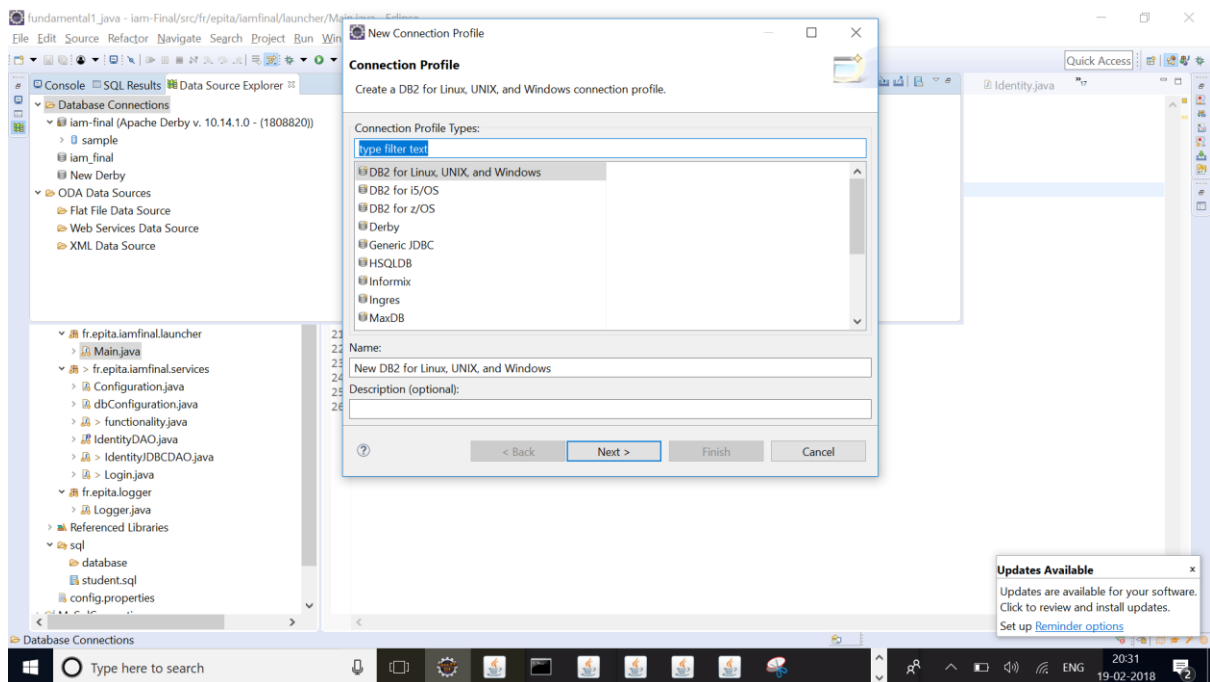 fundamental1_java - iam-Final/src/fr/epita/iamfinal/launcher/Main.java - Eclipse
File Edit Source Refactor Navigate Search Project Run Win
Quick Access
Console SQL Results Data Source Explorer
Database Connections
iam-final (Apache Derby v. 10.14.1.0 - (1808820))
sample
iam_final
New Derby
ODA Data Sources
Flat File Data Source
Web Services Data Source
XML Data Source
fr.epita.iamfinal.launcher
Main.java
> fr.epita.iamfinal.services
Configuration.java
dbConfiguration.java
> functionality.java
IdentityDAO.java
> IdentityJDBCDAO.java
> Login.java
fr.epita.logger
Logger.java
Referenced Libraries
sql
database
student.sql
config.properties
21
22
23
24
25
26
New Connection Profile
Connection Profile
Create a DB2 for Linux, UNIX, and Windows connection profile.
Connection Profile Types:
type filter text
DB2 for Linux, UNIX, and Windows
DB2 for i5/OS
DB2 for z/OS
Derby
Generic JDBC
HSQLDB
Informix
Ingres
MaxDB
Name:
New DB2 for Linux, UNIX, and Windows
Description (optional):
< Back Next > Finish Cancel
Identity.java "17
Updates Available x
Updates are available for your software.
Click to review and install updates.
Set up Reminder options
Database Connections
Type here to search
ENG
20:31
19-02-2018
2